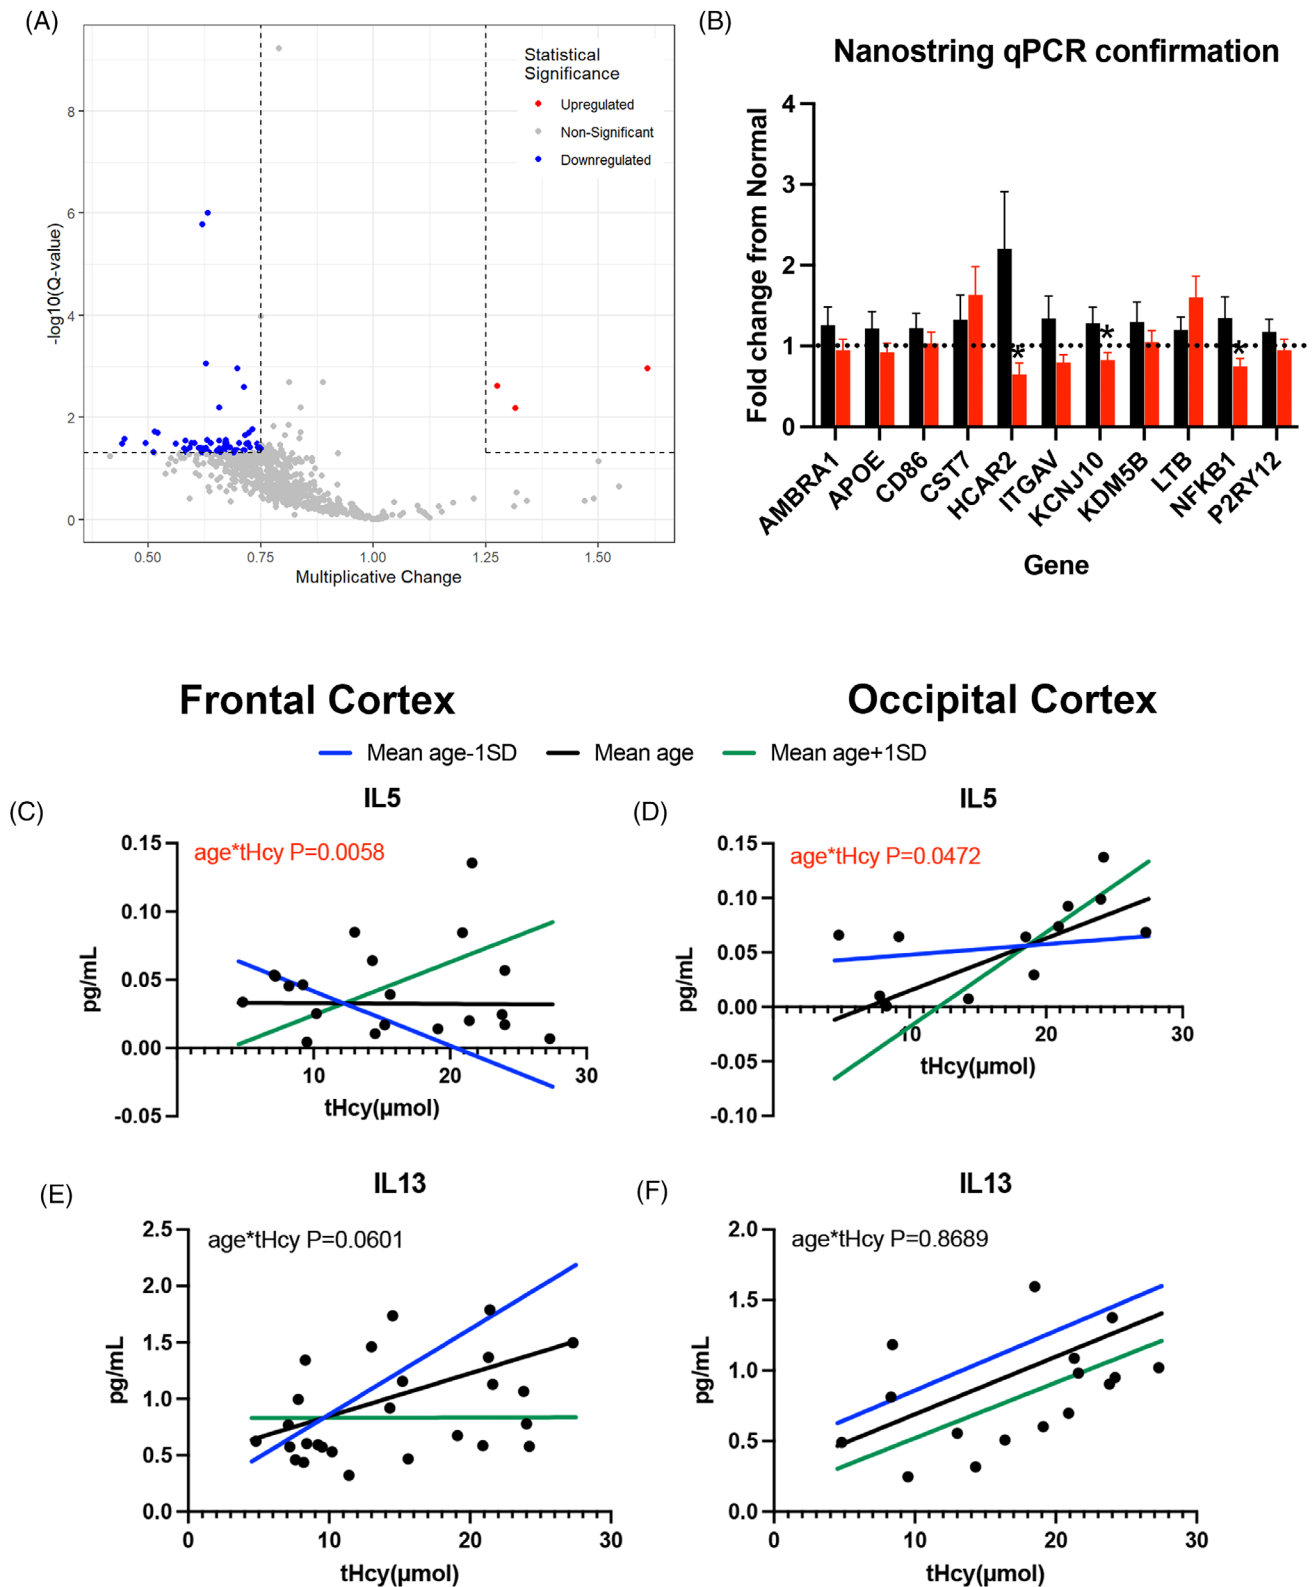 (A)
Statistical
Significance
Upregulated
Non-Significant
Downregulated
8
6
4
2
0
-log10(Q-value)
0.50 0.75 1.00 1.25 1.50
Multiplicative Change
(B)
Nanostring qPCR confirmation
Fold change from Normal
4
3
2
1
0
* * *
AMBRA1 APOE CD86 CST7 HCAR2 ITGAV KCNJ10 KDM5B LTB NFKB1 P2RY12
Gene
Frontal Cortex Occipital Cortex
Mean age-1SD Mean age Mean age+1SD
(C)
IL5
age*tHcy P=0.0058
0.15
0.10
0.05
0.00
-0.05
pg/mL
10 20 30
tHcy(µmol)
(D)
IL5
age*tHcy P=0.0472
0.15
0.10
0.05
0.00
-0.05
-0.10
pg/mL
10 20 30
tHcy(µmol)
(E)
IL13
age*tHcy P=0.0601
2.5
2.0
1.5
1.0
0.5
0.0
pg/mL
0 10 20 30
tHcy(µmol)
(F)
IL13
age*tHcy P=0.8689
2.0
1.5
1.0
0.5
0.0
pg/mL
0 10 20 30
tHcy(µmol)